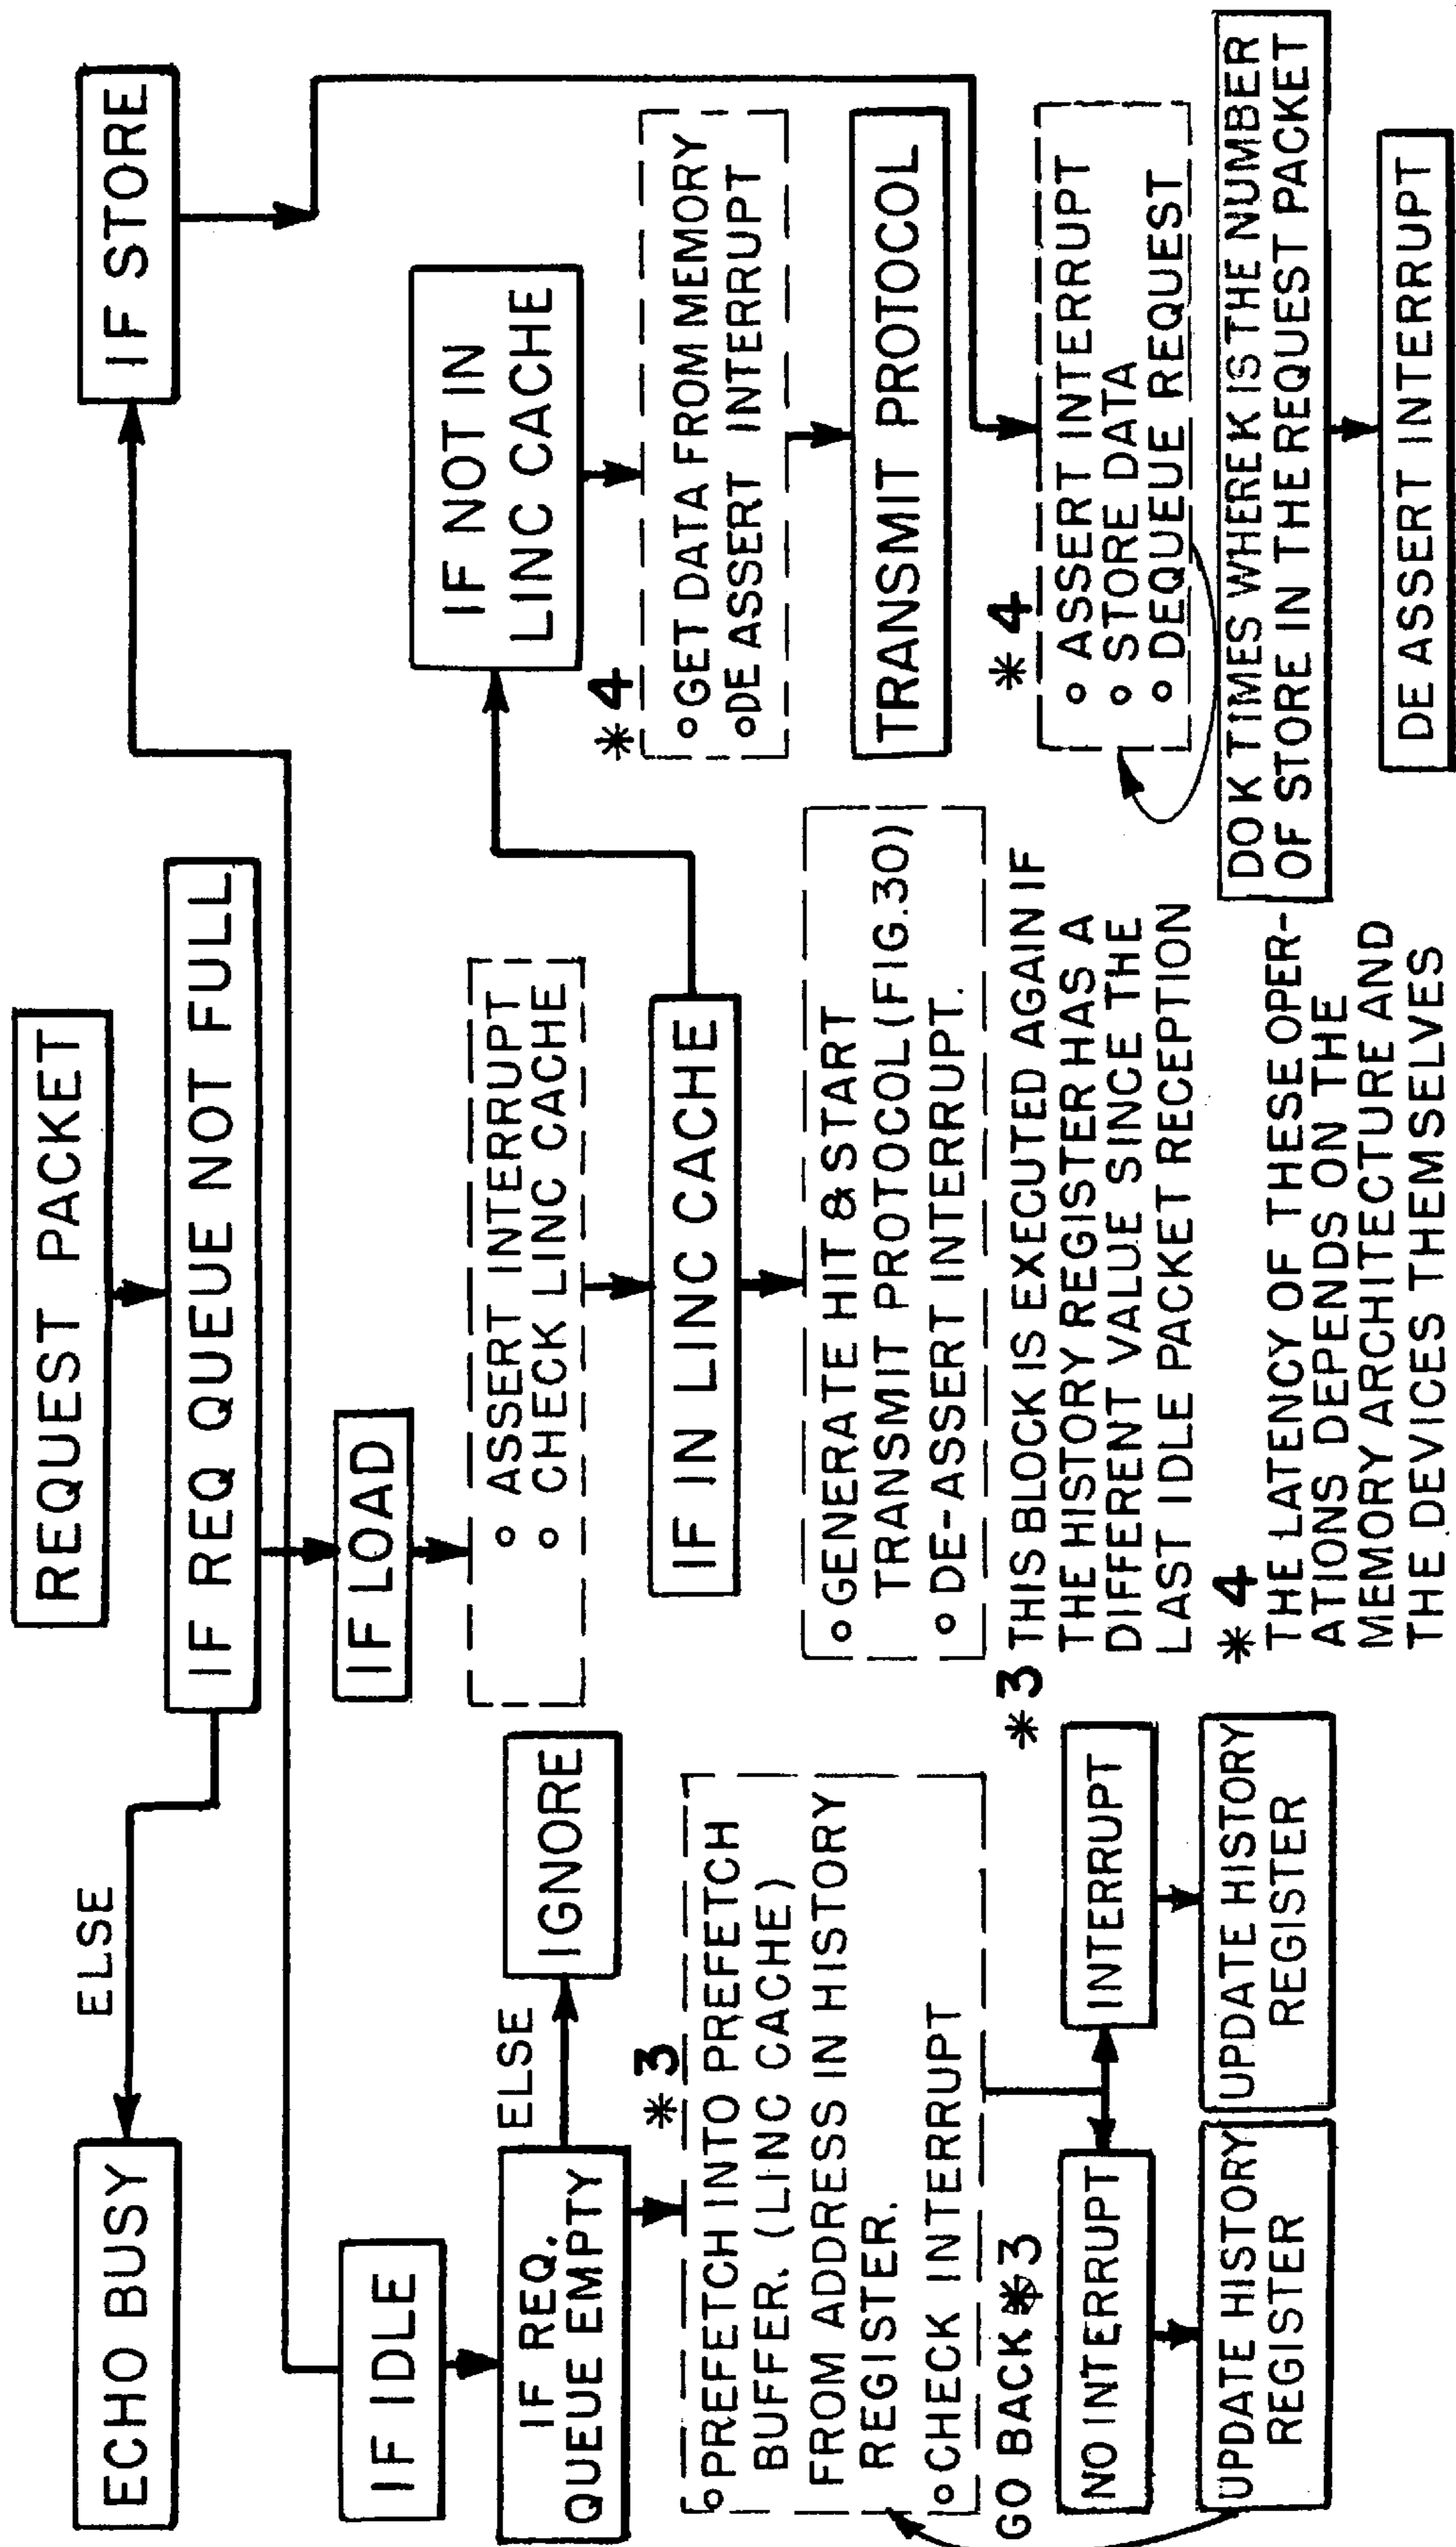 REQUEST PACKET
IF REQ QUEUE NOT FULL
ELSE
ECHO BUSY
IF IDLE
IF REQ.
QUEUE EMPTY
ELSE
IGNORE
*3
PREFETCH INTO PREFETCH
BUFFER. (LINC CACHE)
FROM ADDRESS IN HISTORY
REGISTER.
CHECK INTERRUPT
GO BACK *3
NO INTERRUPT
INTERRUPT
UPDATE HISTORY
REGISTER
UPDATE HISTORY
REGISTER
IF LOAD
ASSERT INTERRUPT
CHECK LINC CACHE
IF IN LINC CACHE
GENERATE HIT & START
TRANSMIT PROTOCOL (FIG.30)
DE-ASSERT INTERRUPT.
*3 THIS BLOCK IS EXECUTED AGAIN IF
THE HISTORY REGISTER HAS A
DIFFERENT VALUE SINCE THE
LAST IDLE PACKET RECEPTION
*4
THE LATENCY OF THESE OPER-
ATIONS DEPENDS ON THE
MEMORY ARCHITECTURE AND
THE DEVICES THEMSELVES
IF STORE
IF NOT IN
LINC CACHE
*4
GET DATA FROM MEMORY
DE ASSERT INTERRUPT
TRANSMIT PROTOCOL
*4
ASSERT INTERRUPT
STORE DATA
DEQUEUE REQUEST
DO K TIMES WHERE K IS THE NUMBER
OF STORE IN THE REQUEST PACKET
DE ASSERT INTERRUPT